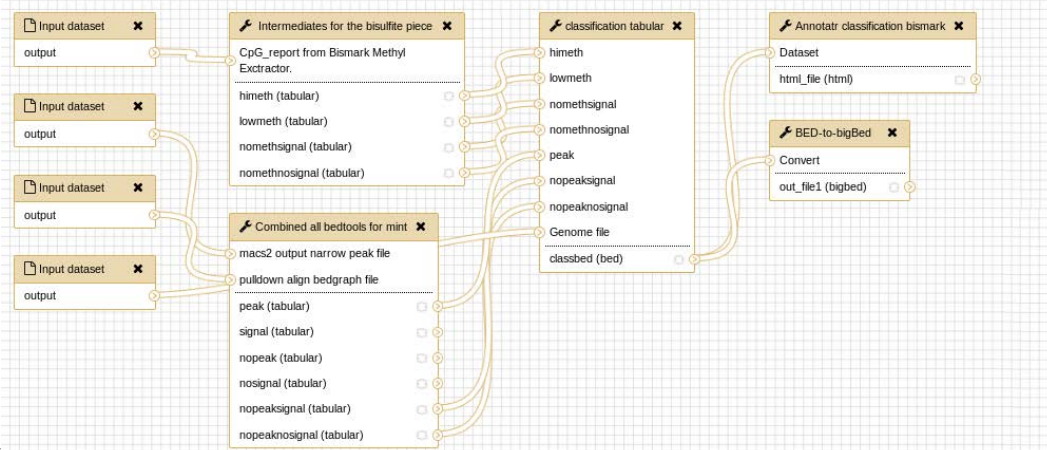 Input dataset
output
Input dataset
output
Input dataset
output
Input dataset
output
Intermediates for the bisulfite piece
CpG_report from Bismark Methyl
Exctractor.
himeth (tabular)
lowmeth (tabular)
nomethsignal (tabular)
nomethnosignal (tabular)
Combined all bedtools for mint
macs2 output narrow peak file
pulldown align bedgraph file
peak (tabular)
signal (tabular)
nopeak (tabular)
nosignal (tabular)
nopeaksignal (tabular)
nopeaknosignal (tabular)
classification tabular
himeth
lowmeth
nomethsignal
nomethnosignal
peak
nopeaksignal
nopeaknosignal
Genome file
classbed (bed)
Annotatr classification bismark
Dataset
html_file (html)
BED-to-bigBed
Convert
out_file1 (bigbed)